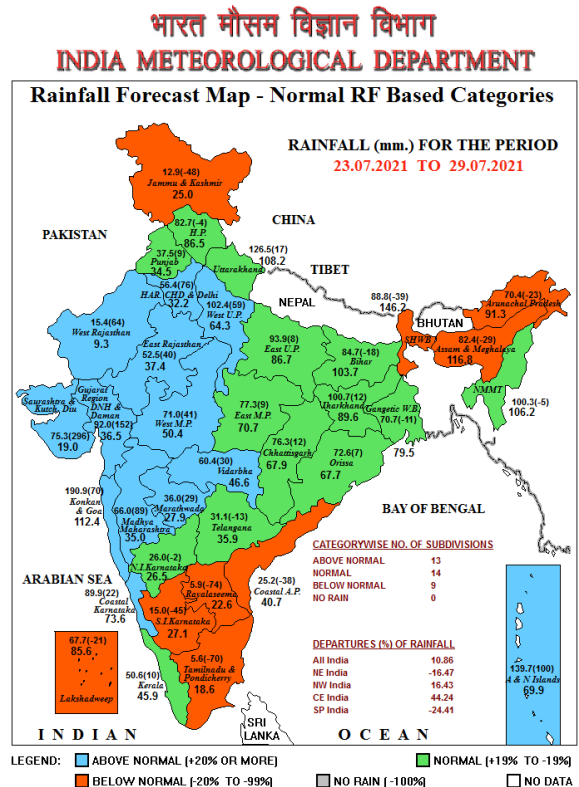 भारत मौसम विज्ञान विभाग
INDIA METEOROLOGICAL DEPARTMENT
Rainfall Forecast Map - Normal RF Based Categories
RAINFALL (mm.) FOR THE PERIOD
23.07.2021 TO 29.07.2021
12.9(-48)
Jammu & Kashmir
25.0
CHINA
82.7(-4)
H.P.
86.5
PAKISTAN
37.5(9)
Punjab
34.5
126.5(17)
108.2
Uttarakhand
TIBET
56.4(76)
HAR. CHD & Delhi
32.2
102.4(59)
West U.P.
64.3
NEPAL
88.8(-39)
146.2
SHWB
BHUTAN
70.4(-23)
Arunachal Pradesh
91.3
82.4(-29)
Assam & Meghalaya
116.8
15.4(64)
West Rajasthan
9.3
East Rajasthan
52.5(40)
37.4
93.9(8)
East U.P.
86.7
84.7(-18)
Bihar
103.7
NMMT
100.3(-5)
106.2
Gujarat
Region
DNH &
Daman
92.0(152)
36.5
Saurashtra &
Kutch, Diu
75.3(296)
19.0
71.0(41)
West M.P.
50.4
77.3(9)
East M.P.
70.7
100.7(12)
Jharkhand
89.6
Gangetic W.B.
70.7(-11)
79.5
76.3(12)
Chhattisgarh
67.9
72.6(7)
Orissa
67.7
60.4(30)
Vidarbha
46.6
190.9(70)
Konkan
& Goa
112.4
66.0(89)
Madhya
Maharashtra
35.0
36.0(29)
Marathwada
27.9
31.1(-13)
Telangana
35.9
BAY OF BENGAL
CATEGORYWISE NO. OF SUBDIVISIONS
ABOVE NORMAL 13
NORMAL 14
BELOW NORMAL 9
NO RAIN 0
26.0(-2)
N.I.Karnataka
26.5
ARABIAN SEA
89.9(22)
Coastal
Karnataka
73.6
5.9(-74)
Rayalaseema
22.6
25.2(-38)
Coastal A.P.
40.7
15.0(-45)
S.I.Karnataka
27.1
67.7(-21)
85.6
Lakshadweep
50.6(10)
Kerala
45.9
5.6(-70)
Tamilnadu &
Pondicherry
18.6
DEPARTURES (%) OF RAINFALL
All India 10.86
NE India -16.47
NW India 16.43
CE India 44.24
SP India -24.41
139.7(100)
A & N Islands
69.9
SRI
LANKA
INDIAN OCEAN
LEGEND: ABOVE NORMAL (+20% OR MORE) NORMAL (+19% TO -19%)
BELOW NORMAL (-20% TO -99%) NO RAIN (-100%) NO DATA